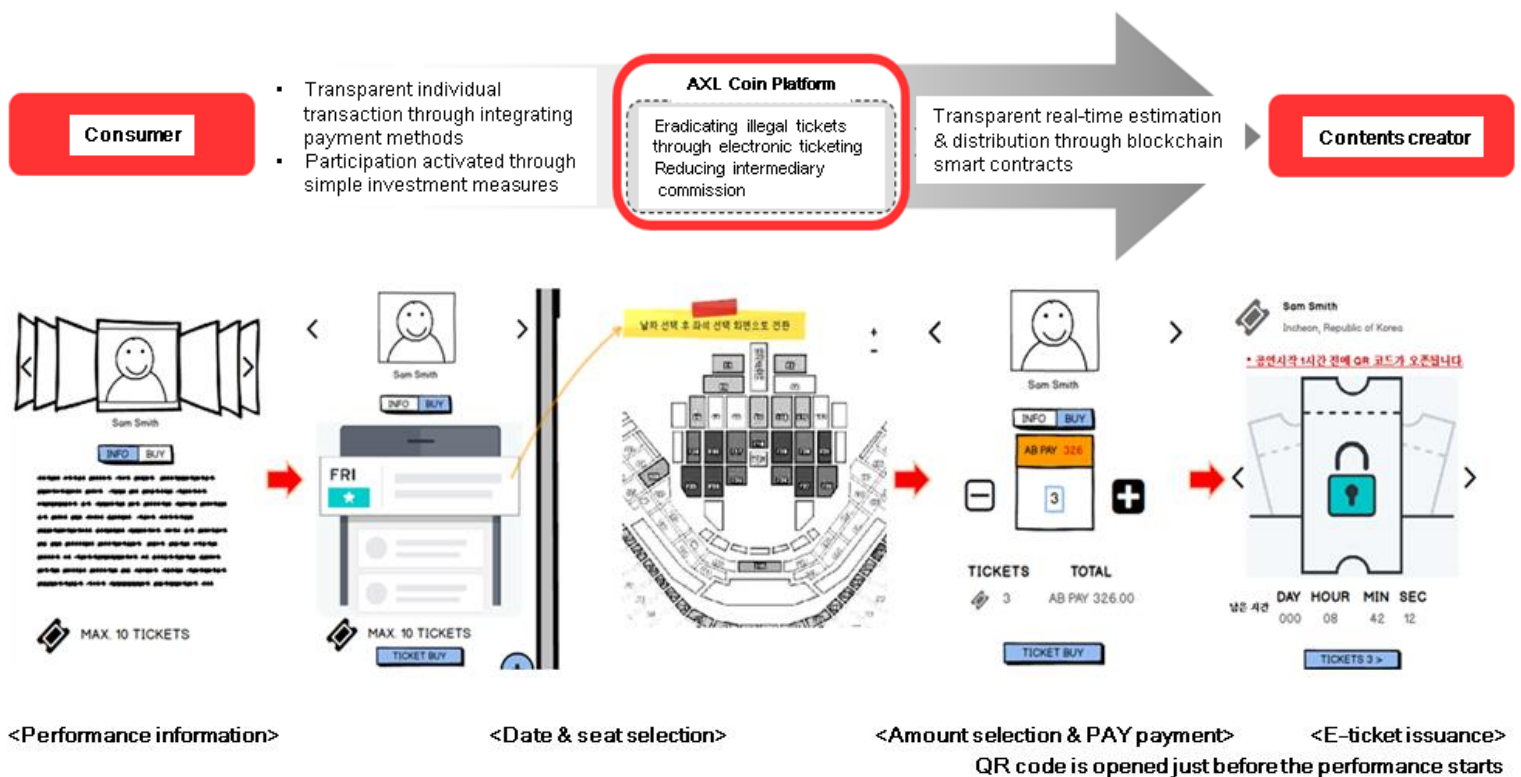 Consumer
▪ Transparent individual
transaction through integrating
payment methods
▪ Participation activated through
simple investment measures
AXL Coin Platform
Eradicating illegal tickets
through electronic ticketing
Reducing intermediary
commission
Transparent real-time estimation
& distribution through blockchain
smart contracts
Contents creator
Sam Smith
INFO BUY
MAX. 10 TICKETS
Sam Smith
INFO BUY
FRI
MAX. 10 TICKETS
TICKET BUY
날짜 선택 후 좌석 선택 화면으로 전환
+
−
Sam Smith
INFO BUY
AB PAY 326
3
TICKETS TOTAL
3 AB PAY 326.00
TICKET BUY
Sam Smith
Incheon, Republic of Korea
* 공연시작 1시간 전에 QR 코드가 오픈됩니다
남은 시간
DAY HOUR MIN SEC
000 08 42 12
TICKETS 3 >
<Performance information>
<Date & seat selection>
<Amount selection & PAY payment>
<E-ticket issuance>
QR code is opened just before the performance starts